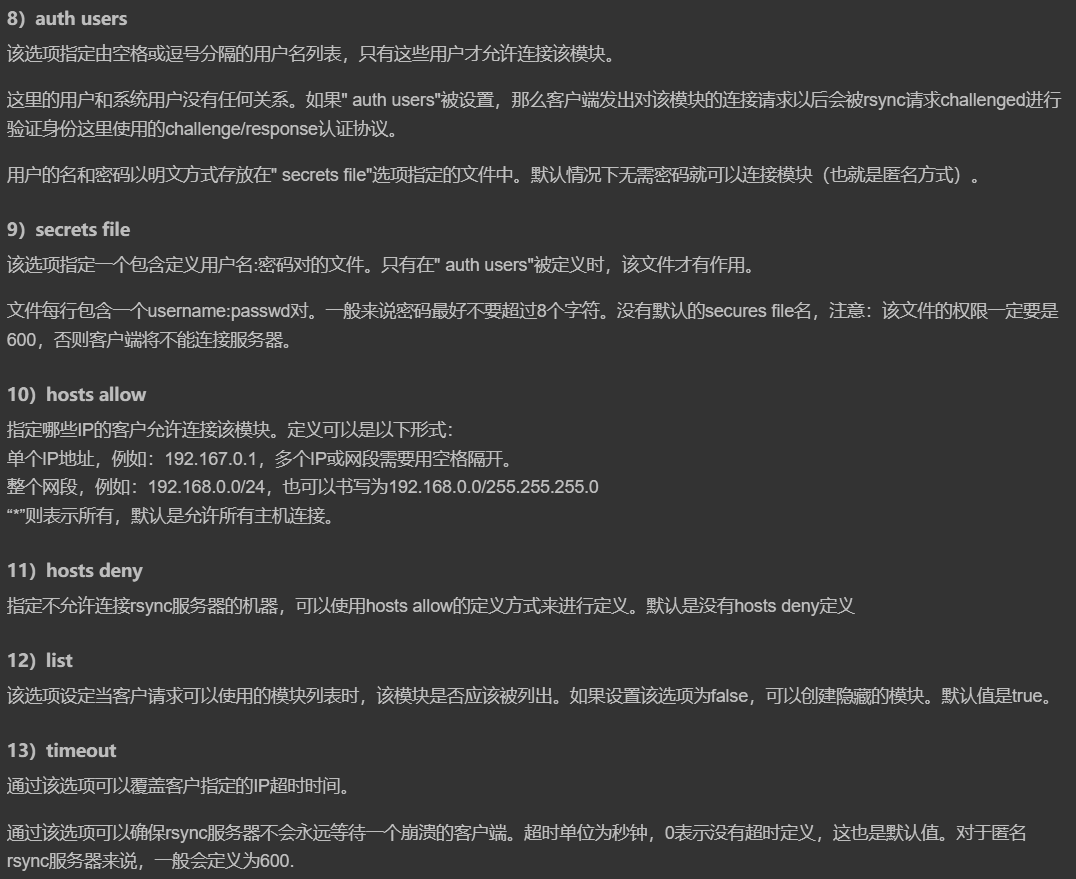 8）auth users
该选项指定由空格或逗号分隔的用户名列表，只有这些用户才允许连接该模块。
这里的用户和系统用户没有任何关系。如果" auth users"被设置，那么客户端发出对该模块的连接请求以后会被rsync请求challenged进行
验证身份这里使用的challenge/response认证协议。
用户的名和密码以明文方式存放在" secrets file"选项指定的文件中。默认情况下无需密码就可以连接模块（也就是匿名方式）。
9）secrets file
该选项指定一个包含定义用户名:密码对的文件。只有在" auth users"被定义时，该文件才有作用。
文件每行包含一个username:passwd对。一般来说密码最好不要超过8个字符。没有默认的secures file名，注意：该文件的权限一定要是
600，否则客户端将不能连接服务器。
10）hosts allow
指定哪些IP的客户允许连接该模块。定义可以是以下形式：
单个IP地址，例如：192.167.0.1，多个IP或网段需要用空格隔开。
整个网段，例如：192.168.0.0/24，也可以书写为192.168.0.0/255.255.255.0
“*”则表示所有，默认是允许所有主机连接。
11）hosts deny
指定不允许连接rsync服务器的机器，可以使用hosts allow的定义方式来进行定义。默认是没有hosts deny定义
12）list
该选项设定当客户请求可以使用的模块列表时，该模块是否应该被列出。如果设置该选项为false，可以创建隐藏的模块。默认值是true。
13）timeout
通过该选项可以覆盖客户指定的IP超时时间。
通过该选项可以确保rsync服务器不会永远等待一个崩溃的客户端。超时单位为秒钟，0表示没有超时定义，这也是默认值。对于匿名
rsync服务器来说，一般会定义为600.